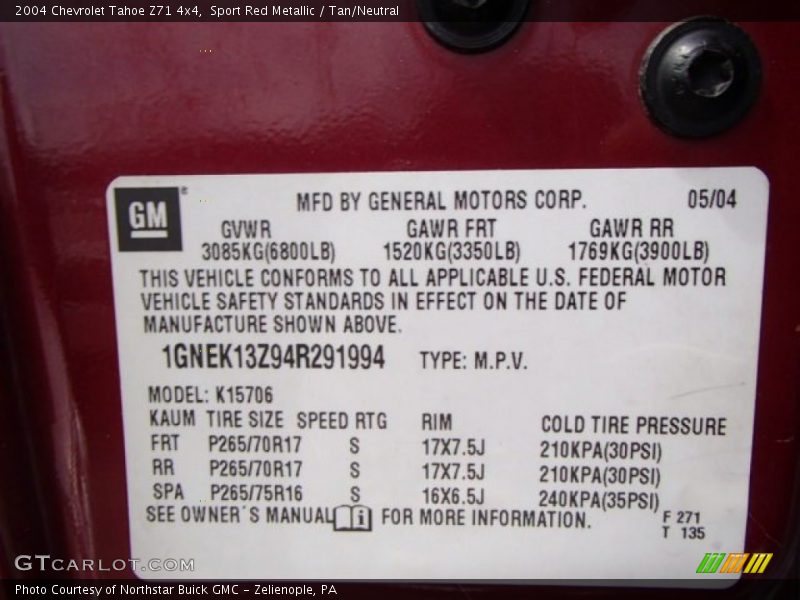 2004 Chevrolet Tahoe Z71 4x4, Sport Red Metallic / Tan/Neutral
GM®
MFD BY GENERAL MOTORS CORP. 05/04
GVWR GAWR FRT GAWR RR
3085KG(6800LB) 1520KG(3350LB) 1769KG(3900LB)
THIS VEHICLE CONFORMS TO ALL APPLICABLE U.S. FEDERAL MOTOR
VEHICLE SAFETY STANDARDS IN EFFECT ON THE DATE OF
MANUFACTURE SHOWN ABOVE.
1GNEK13Z94R291994 TYPE: M.P.V.
MODEL: K15706
KAUM TIRE SIZE SPEED RTG RIM COLD TIRE PRESSURE
FRT P265/70R17 S 17X7.5J 210KPA(30PSI)
RR P265/70R17 S 17X7.5J 210KPA(30PSI)
SPA P265/75R16 S 16X6.5J 240KPA(35PSI)
SEE OWNER'S MANUAL i FOR MORE INFORMATION.
F 271
T 135
GTCARLOT.COM
Photo Courtesy of Northstar Buick GMC - Zelienople, PA